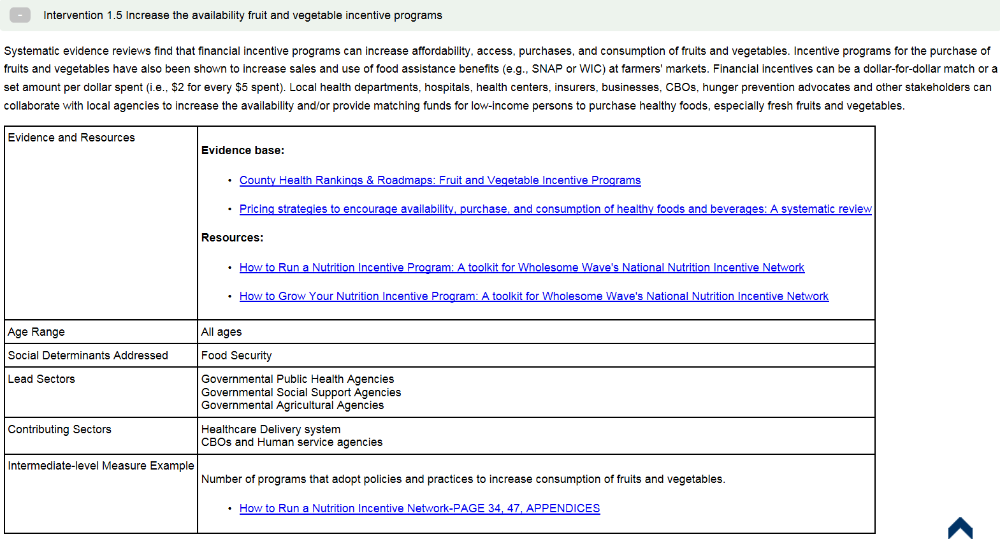 - Intervention 1.5 Increase the availability fruit and vegetable incentive programs
Systematic evidence reviews find that financial incentive programs can increase affordability, access, purchases, and consumption of fruits and vegetables. Incentive programs for the purchase of
fruits and vegetables have also been shown to increase sales and use of food assistance benefits (e.g., SNAP or WIC) at farmers' markets. Financial incentives can be a dollar-for-dollar match or a
set amount per dollar spent (i.e., $2 for every $5 spent). Local health departments, hospitals, health centers, insurers, businesses, CBOs, hunger prevention advocates and other stakeholders can
collaborate with local agencies to increase the availability and/or provide matching funds for low-income persons to purchase healthy foods, especially fresh fruits and vegetables.
Evidence and Resources
Evidence base:
• County Health Rankings & Roadmaps: Fruit and Vegetable Incentive Programs
• Pricing strategies to encourage availability, purchase, and consumption of healthy foods and beverages: A systematic review
Resources:
• How to Run a Nutrition Incentive Program: A toolkit for Wholesome Wave's National Nutrition Incentive Network
• How to Grow Your Nutrition Incentive Program: A toolkit for Wholesome Wave's National Nutrition Incentive Network
Age Range
All ages
Social Determinants Addressed
Food Security
Lead Sectors
Governmental Public Health Agencies
Governmental Social Support Agencies
Governmental Agricultural Agencies
Contributing Sectors
Healthcare Delivery system
CBOs and Human service agencies
Intermediate-level Measure Example
Number of programs that adopt policies and practices to increase consumption of fruits and vegetables.
• How to Run a Nutrition Incentive Network-PAGE 34, 47, APPENDICES